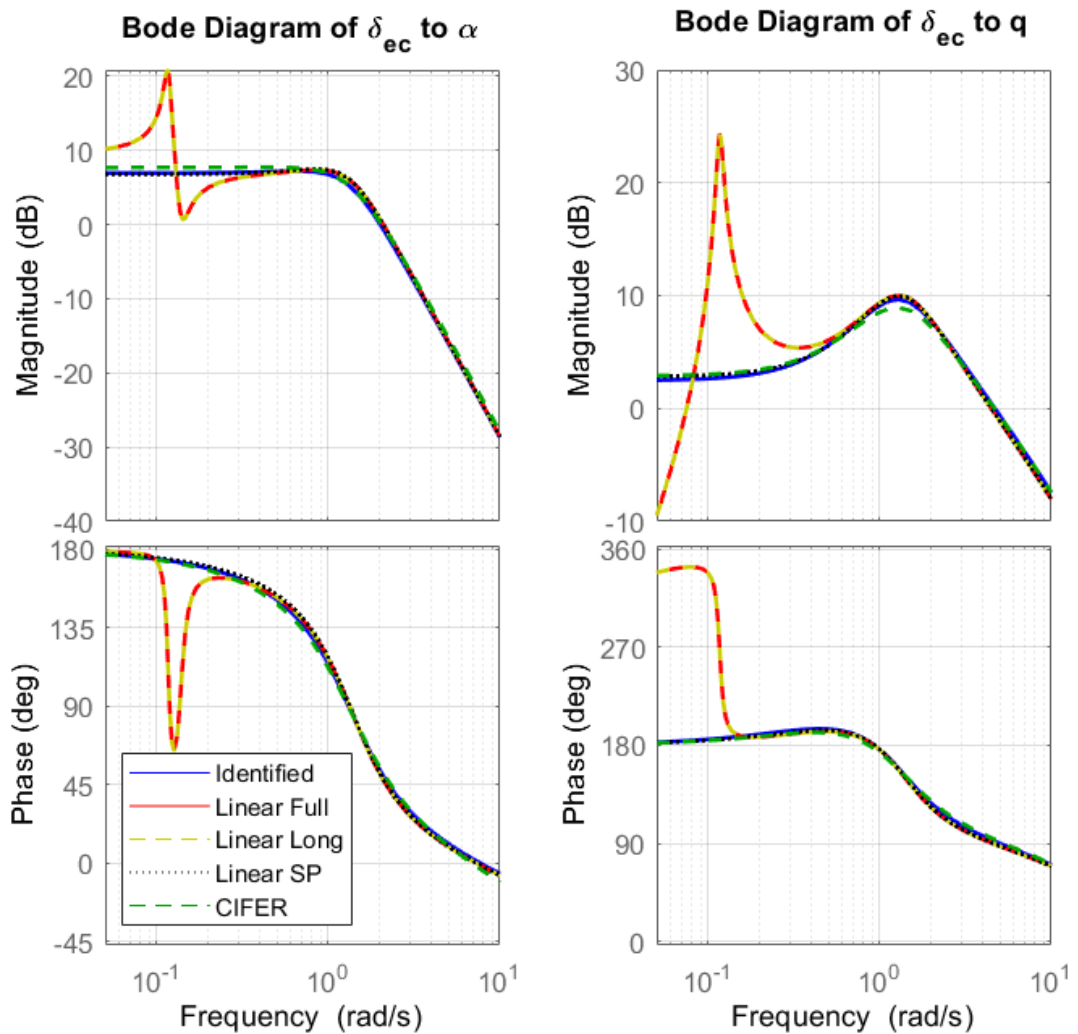 Bode Diagram of δec to α
Magnitude (dB)
20
10
0
-10
-20
-30
-40
Phase (deg)
180
135
90
45
0
-45
Identified
Linear Full
Linear Long
Linear SP
CIFER
10-1
100
101
Frequency (rad/s)
Bode Diagram of δec to q
Magnitude (dB)
30
20
10
0
-10
Phase (deg)
360
270
180
90
0
10-1
100
101
Frequency (rad/s)